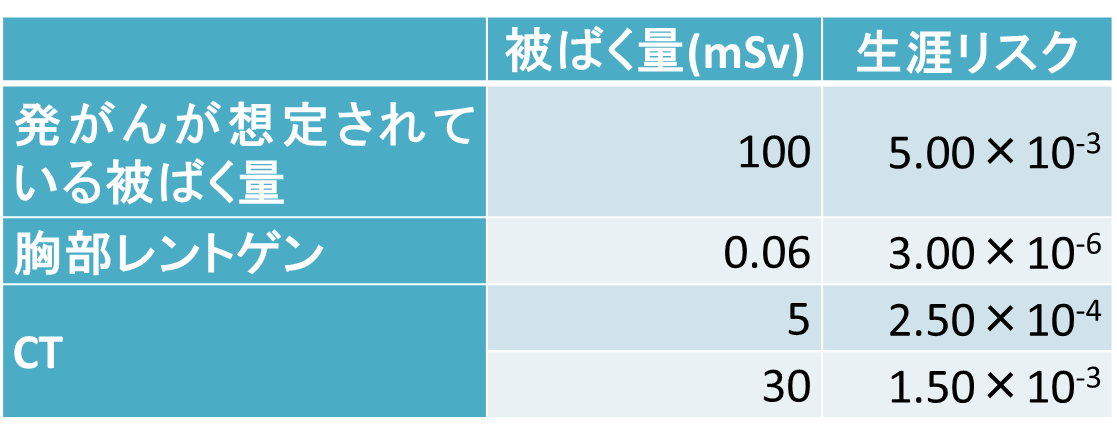 被ばく量(mSv) 生涯リスク
発がんが想定されて
いる被ばく量 100 5.00×10-3
胸部レントゲン 0.06 3.00×10-6
CT 5 2.50×10-4
30 1.50×10-3